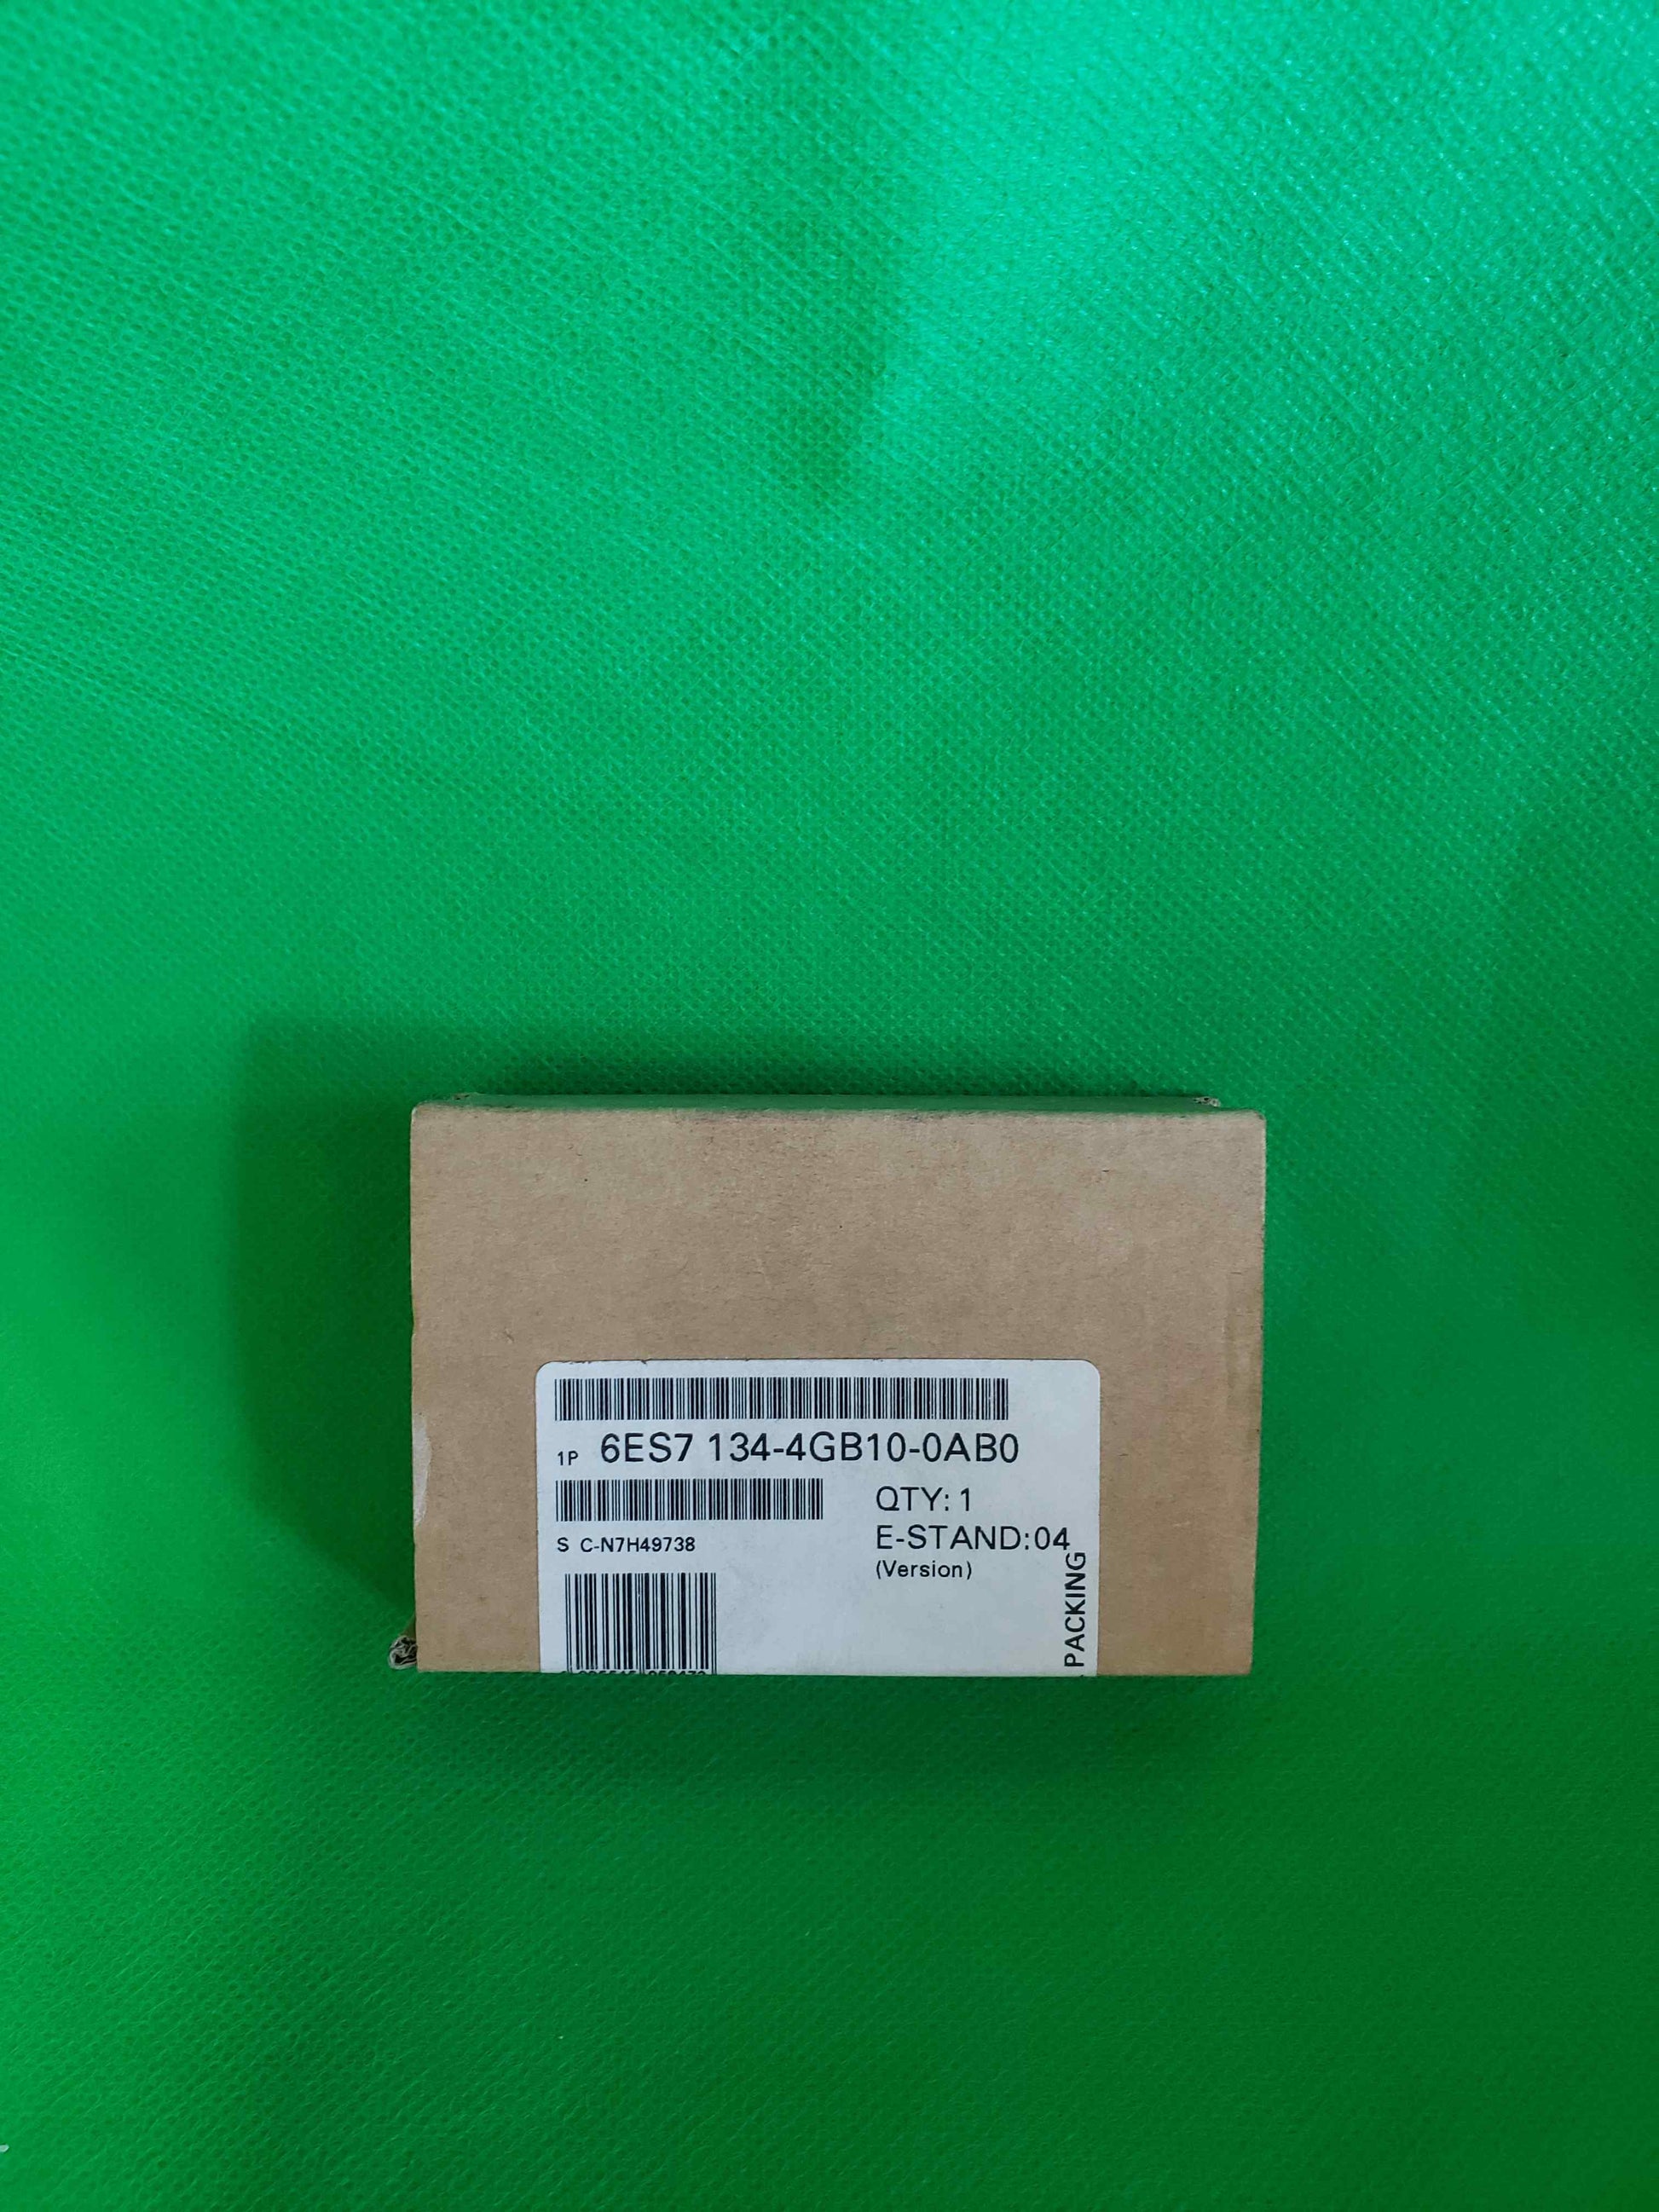 1P 6ES7 134-4GB10-0AB0
QTY: 1
S C-N7H49738
E-STAND:04
(Version)
PACKING